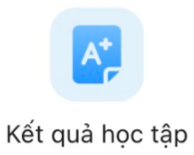 A+
Kết quả học tập